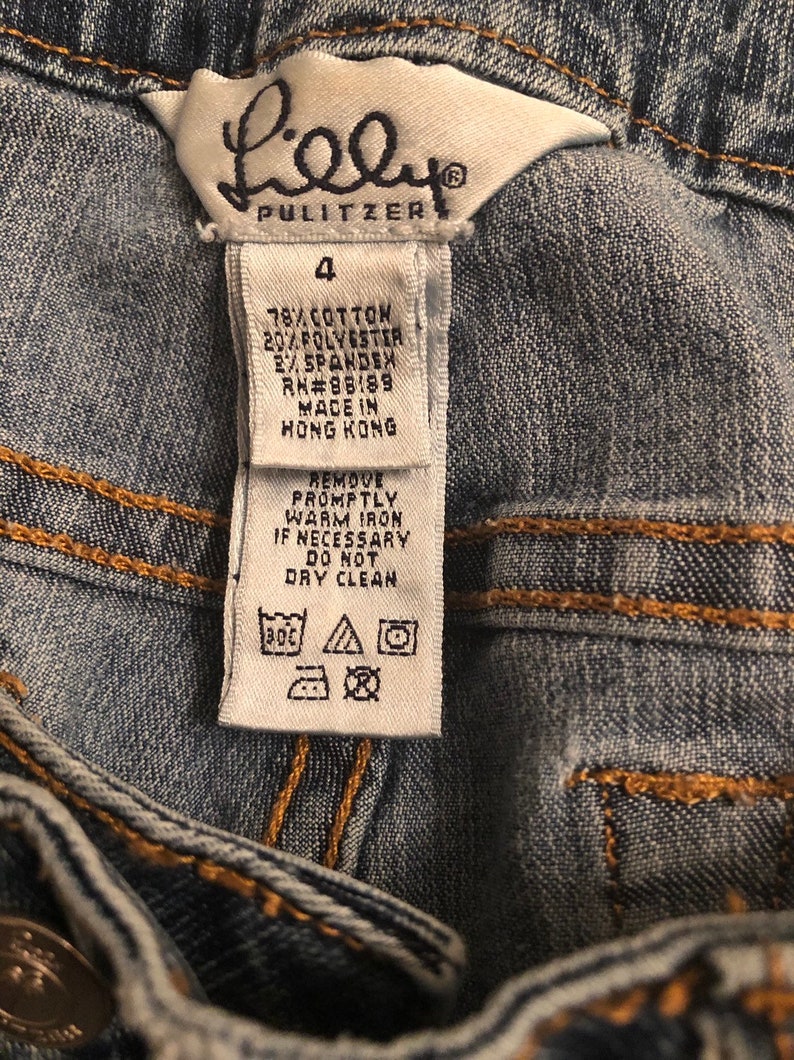 Lilly®
PULITZER
4
78% COTTON
20% POLYESTER
2% SPANDEX
RN#88189
MADE IN
HONG KONG
REMOVE
PROMPTLY
WARM IRON
IF NECESSARY
DO NOT
DRY CLEAN
30C